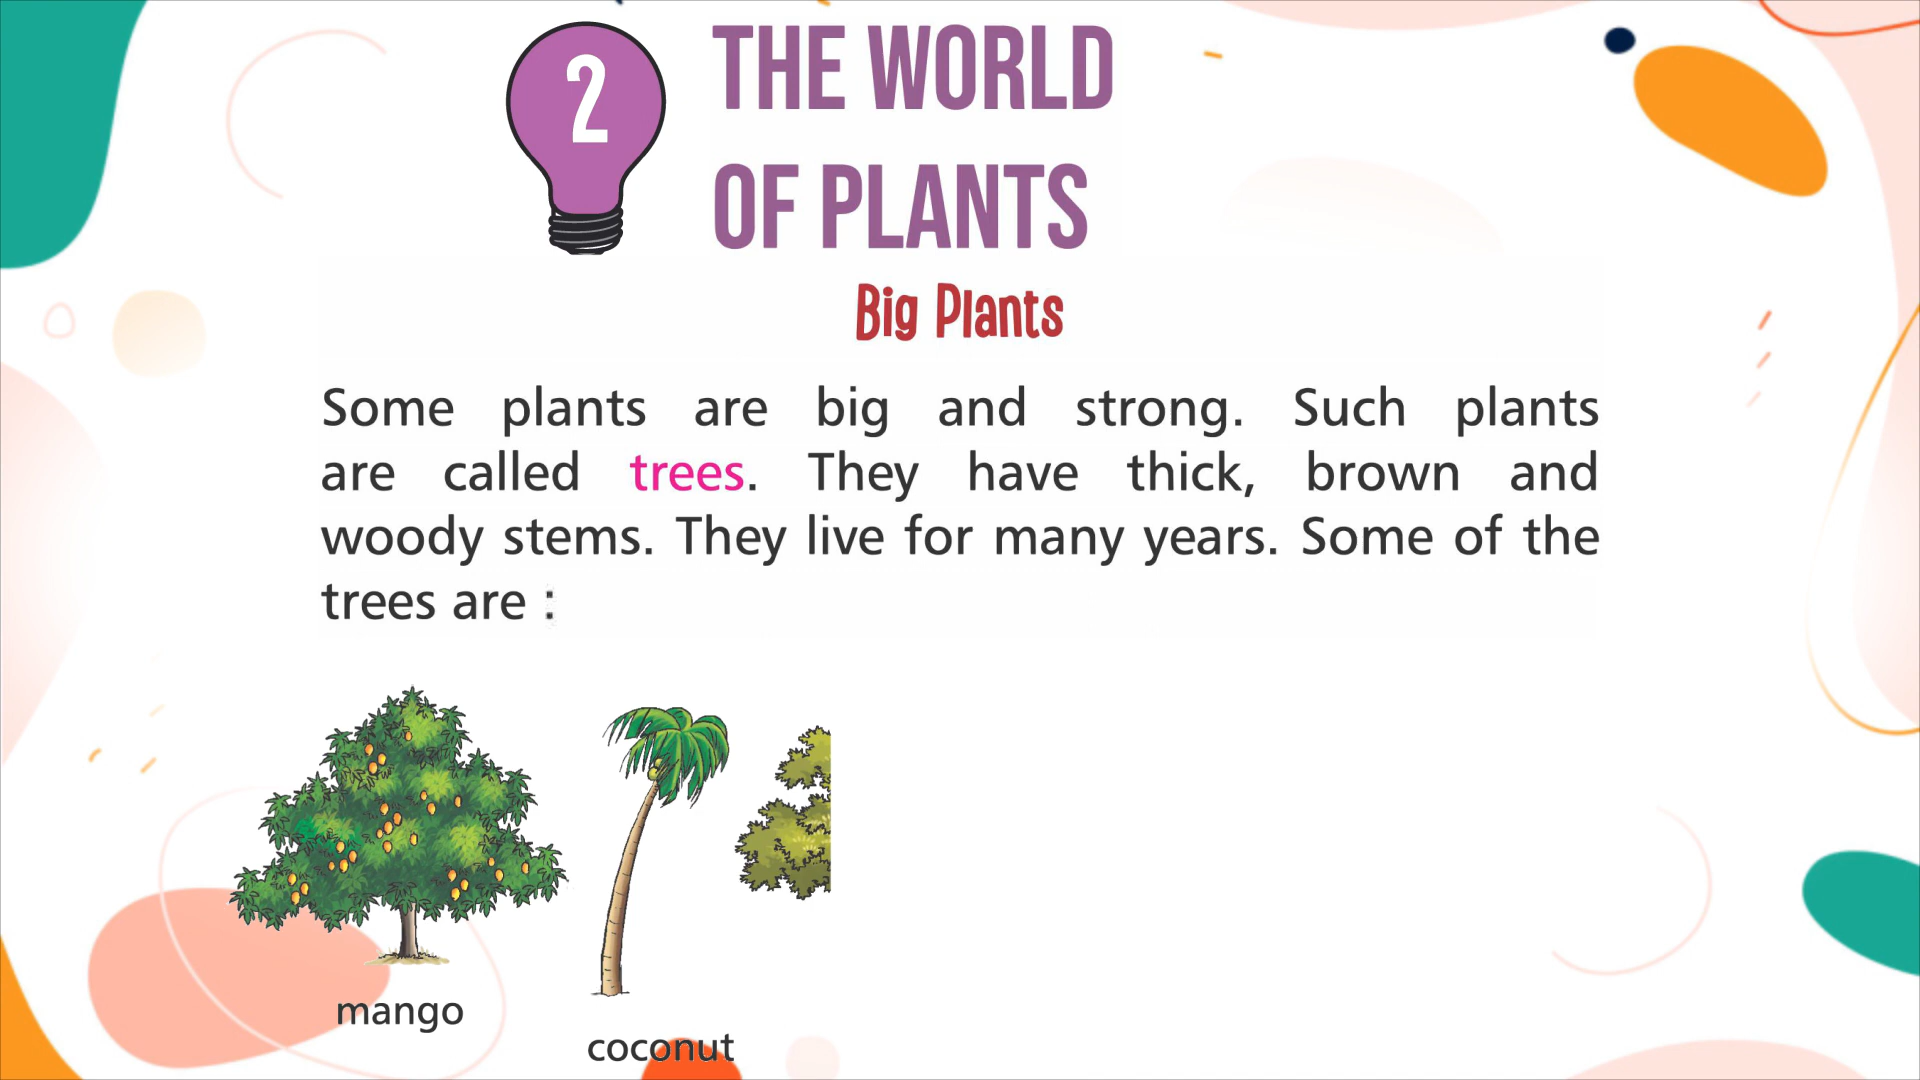 2
THE WORLD
OF PLANTS
Big Plants
Some plants are big and strong. Such plants
are called trees. They have thick, brown and
woody stems. They live for many years. Some of the
trees are :
mango
coconut